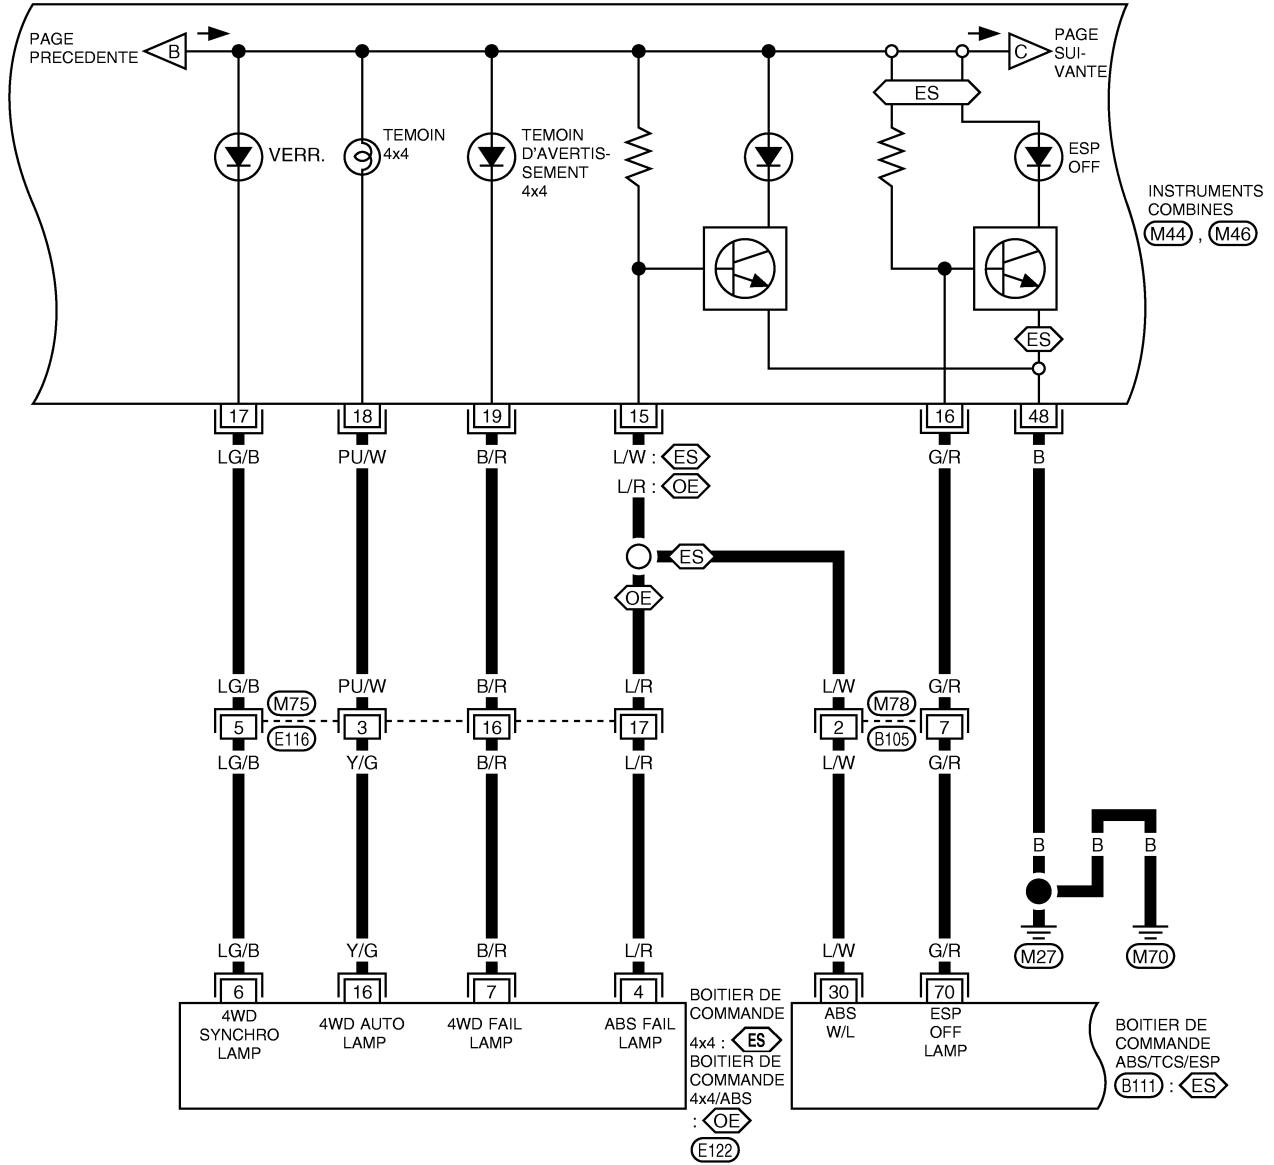 PAGE
PRECEDENTE
B
C
PAGE
SUI-
VANTE
ES
VERR.
TEMOIN
4x4
TEMOIN
D'AVERTIS-
SEMENT
4x4
ESP
OFF
INSTRUMENTS
COMBINES
M44 , M46
ES
17
18
19
15
16
48
LG/B
PU/W
B/R
L/W : ES
G/R
B
L/R : OE
ES
OE
LG/B
PU/W
B/R
L/R
L/W
G/R
M75
M78
5
3
16
17
2
7
E116
B105
LG/B
Y/G
B/R
L/R
L/W
G/R
B
B
B
LG/B
Y/G
B/R
L/R
L/W
G/R
M27
M70
6
16
7
4
30
70
4WD
SYNCHRO
LAMP
4WD AUTO
LAMP
4WD FAIL
LAMP
ABS FAIL
LAMP
BOITIER DE
COMMANDE
4x4 : ES
BOITIER DE
COMMANDE
4x4/ABS
: OE
E122
ABS
W/L
ESP
OFF
LAMP
BOITIER DE
COMMANDE
ABS/TCS/ESP
B111 : ES